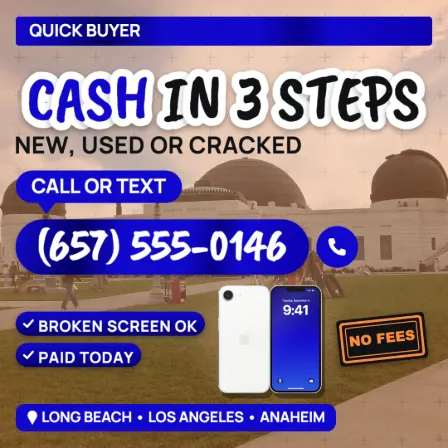 QUICK BUYER
CASH IN 3 STEPS
NEW, USED OR CRACKED
CALL OR TEXT
(657) 555-0146
BROKEN SCREEN OK
PAID TODAY
9:41
NO FEES
LONG BEACH • LOS ANGELES • ANAHEIM